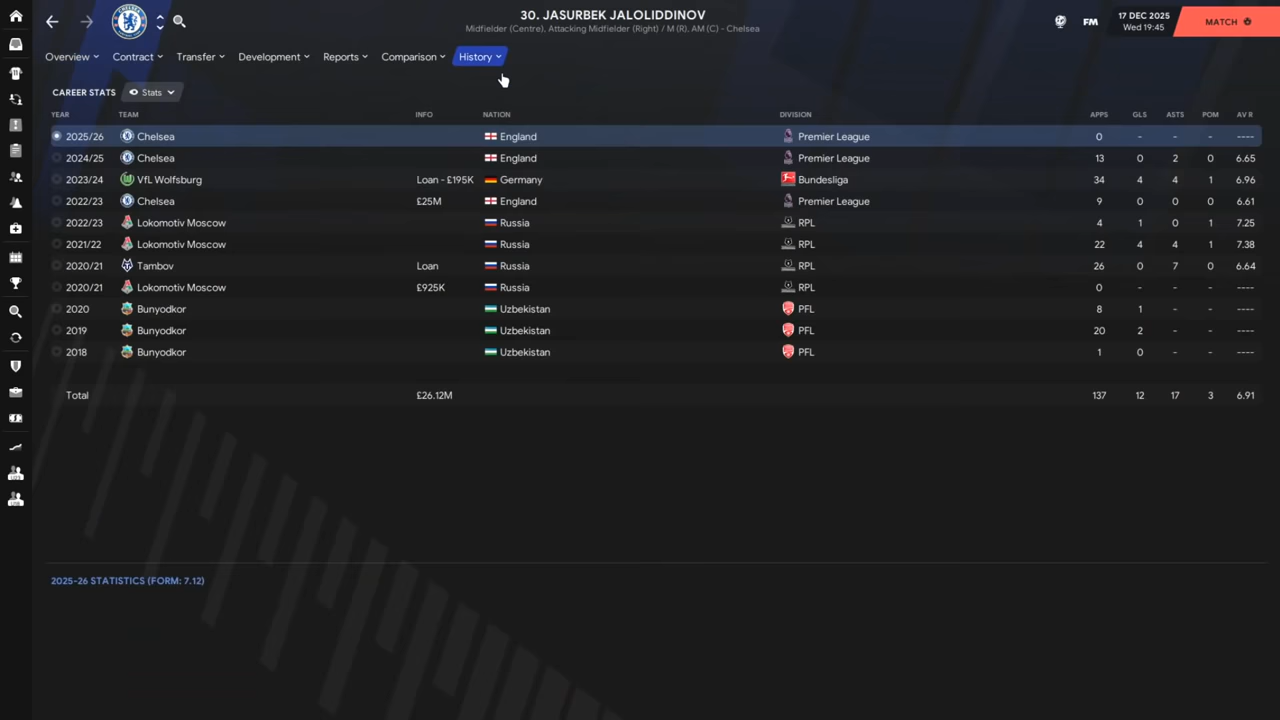 30. JASURBEK JALOLIDDINOV
Midfielder (Centre), Attacking Midfielder (Right) / M (R), AM (C) - Chelsea
FM
17 DEC 2025
Wed 19:45
MATCH
Overview Contract Transfer Development Reports Comparison History
CAREER STATS Stats
YEAR TEAM INFO NATION DIVISION APPS GLS ASTS POM AV R
2025/26 Chelsea England Premier League 0 - - - ----
2024/25 Chelsea England Premier League 13 0 2 0 6.65
2023/24 VfL Wolfsburg Loan - £195K Germany Bundesliga 34 4 4 1 6.96
2022/23 Chelsea £25M England Premier League 9 0 0 0 6.61
2022/23 Lokomotiv Moscow Russia RPL 4 1 0 1 7.25
2021/22 Lokomotiv Moscow Russia RPL 22 4 4 1 7.38
2020/21 Tambov Loan Russia RPL 26 0 7 0 6.64
2020/21 Lokomotiv Moscow £925K Russia RPL 0 - - - ----
2020 Bunyodkor Uzbekistan PFL 8 1 - - ----
2019 Bunyodkor Uzbekistan PFL 20 2 - - ----
2018 Bunyodkor Uzbekistan PFL 1 0 - - ----
Total £26.12M 137 12 17 3 6.91
2025-26 STATISTICS (FORM: 7.12)